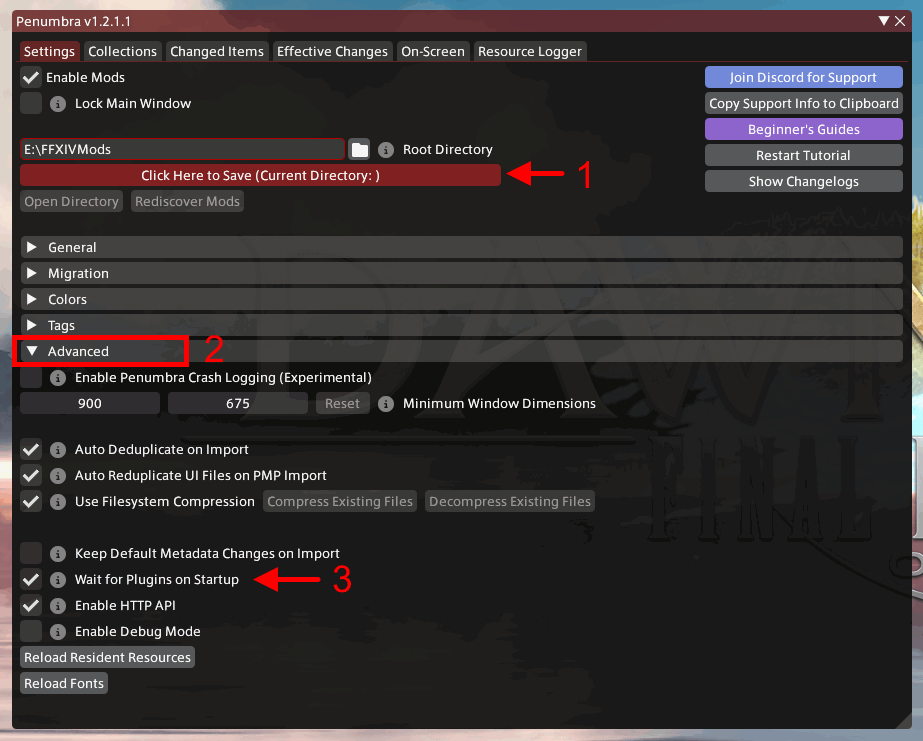 Penumbra v1.2.1.1
Settings Collections Changed Items Effective Changes On-Screen Resource Logger
Enable Mods
Join Discord for Support
Lock Main Window
Copy Support Info to Clipboard
Beginner's Guides
E:\FFXIVMods Root Directory
Restart Tutorial
Click Here to Save (Current Directory: ) 1
Show Changelogs
Open Directory Rediscover Mods
General
Migration
Colors
Tags
Advanced 2
Enable Penumbra Crash Logging (Experimental)
900 675 Reset Minimum Window Dimensions
Auto Deduplicate on Import
Auto Reduplicate UI Files on PMP Import
Use Filesystem Compression Compress Existing Files Decompress Existing Files
Keep Default Metadata Changes on Import
Wait for Plugins on Startup 3
Enable HTTP API
Enable Debug Mode
Reload Resident Resources
Reload Fonts
FINAL